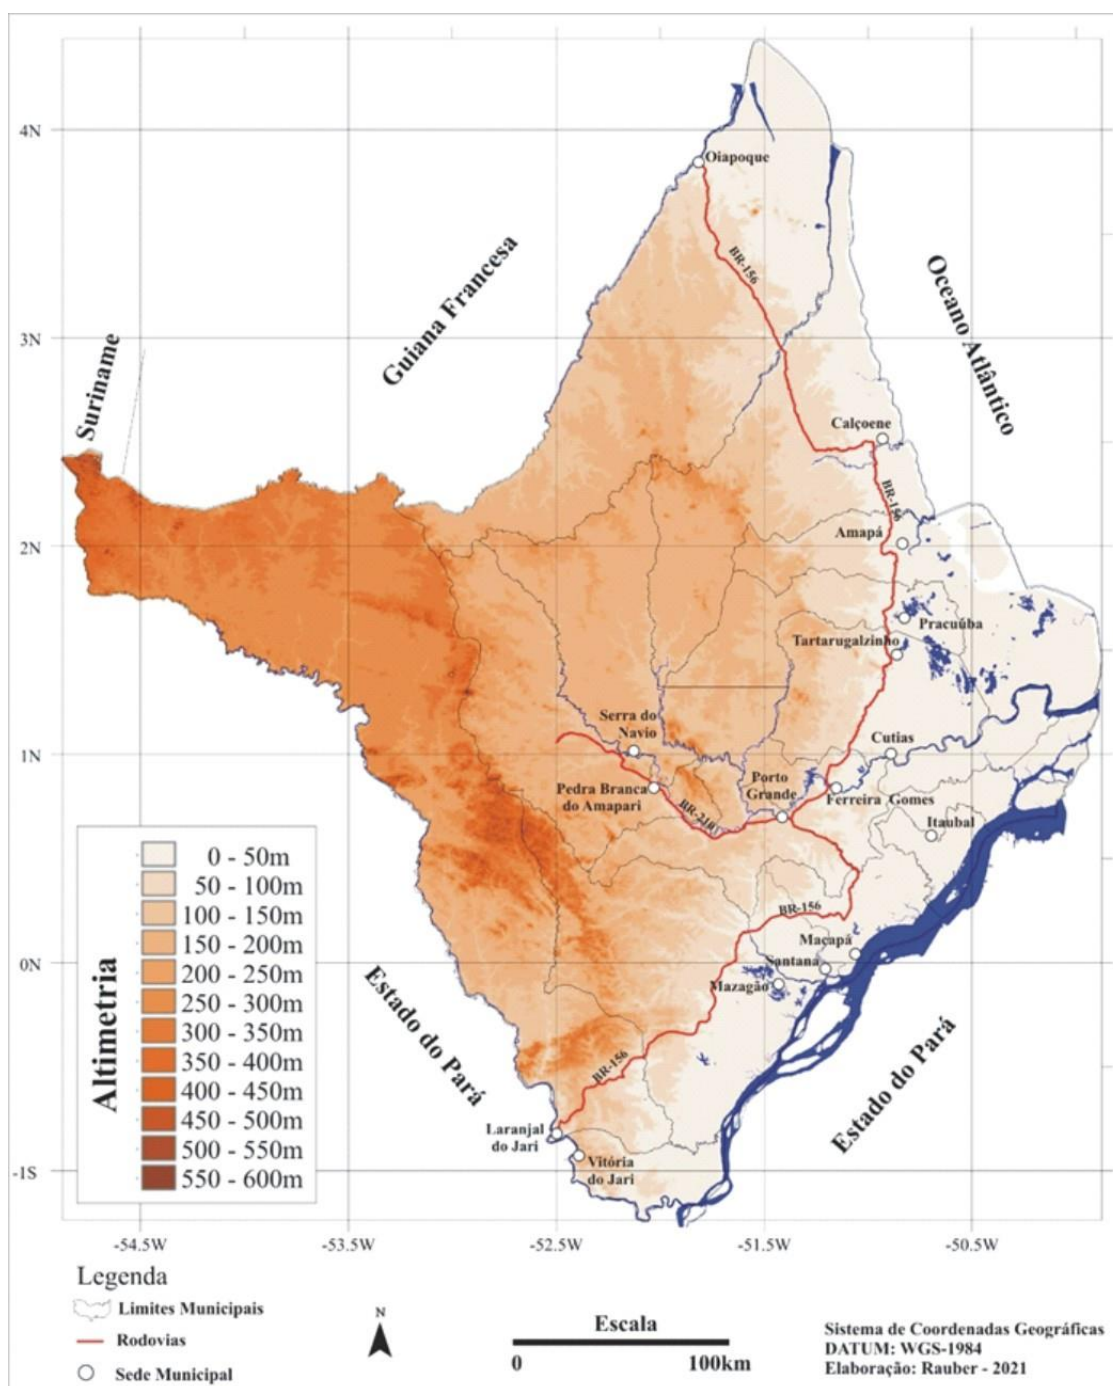 4N
3N
2N
1N
0N
-1S
Oiapoque
BR-156
Guiana Francesa
Suriname
Oceano Atlântico
Calçoene
BR-156
Amapá
Pracuúba
Tartarugalzinho
Serra do
Navio
Cutias
Pedra Branca
do Amapari
Porto
Grande
Ferreira Gomes
BR-210
Itaubal
BR-156
Macapá
Santana
Mazagão
Estado do Pará
Estado do Pará
BR-156
Laranjal
do Jari
Vitória
do Jari
Altimetria
0 - 50m
50 - 100m
100 - 150m
150 - 200m
200 - 250m
250 - 300m
300 - 350m
350 - 400m
400 - 450m
450 - 500m
500 - 550m
550 - 600m
-54.5W
-53.5W
-52.5W
-51.5W
-50.5W
Legenda
Limites Municipais
Rodovias
Sede Municipal
N
Escala
0
100km
Sistema de Coordenadas Geográficas
DATUM: WGS-1984
Elaboração: Rauber - 2021